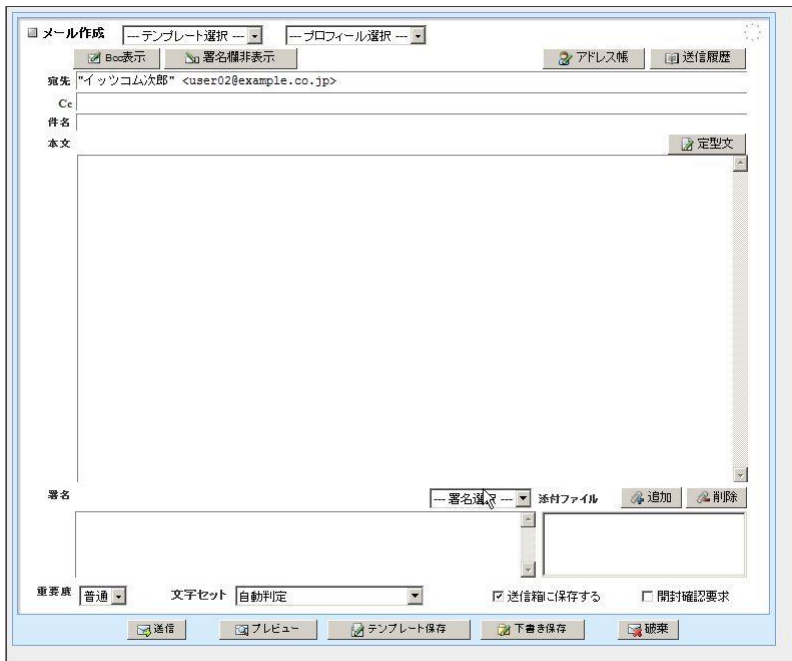 メール作成 --- テンプレート選択 --- --- プロフィール選択 ---
Bcc表示 署名欄非表示 アドレス帳 送信履歴
宛先 "イッツコム次郎" <user02@example.co.jp>
Cc
件名
本文 定型文
署名 --- 署名選択 --- 添付ファイル 追加 削除
重要度 普通 文字セット 自動判定 送信箱に保存する 開封確認要求
送信 プレビュー テンプレート保存 下書き保存 破棄